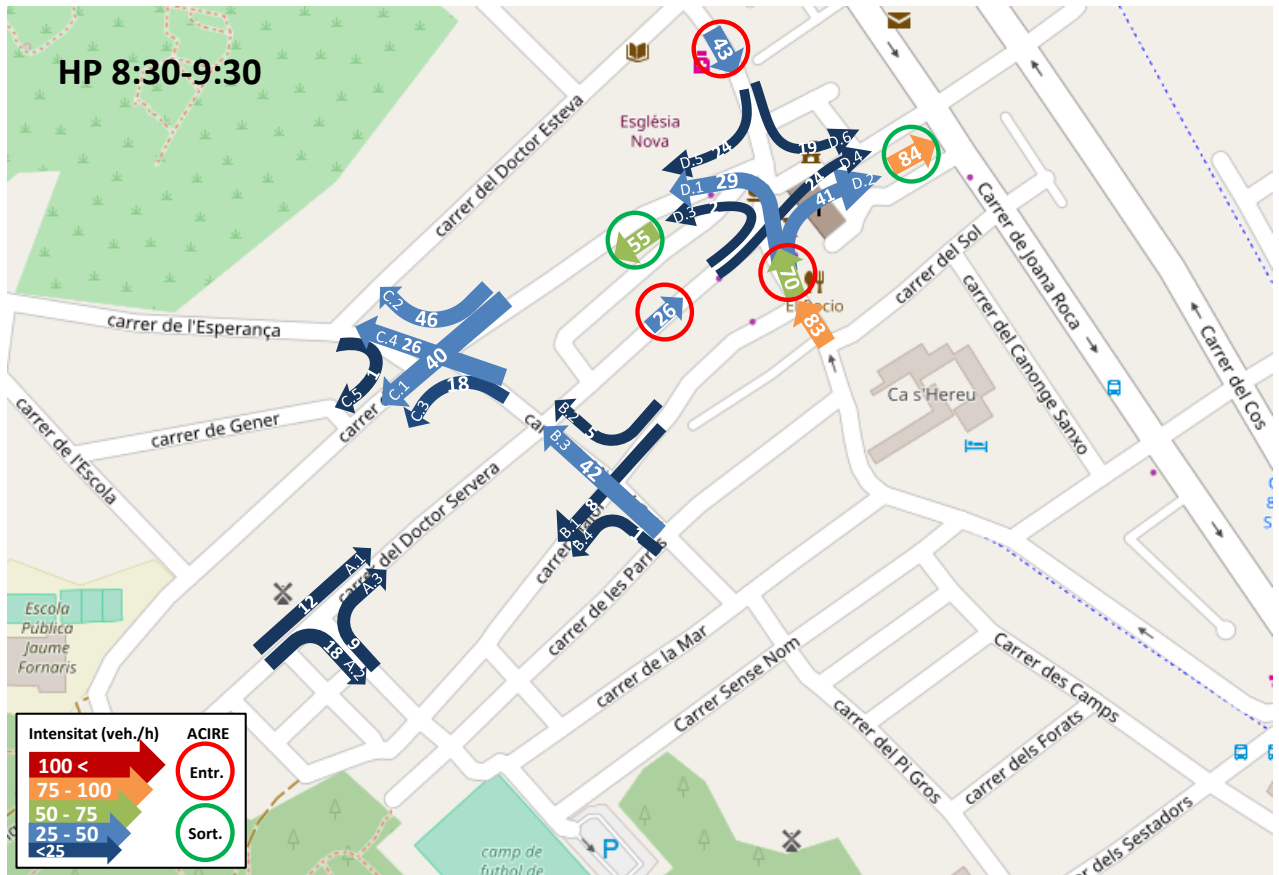 HP 8:30-9:30
43
Església
Nova
carrer del Doctor Esteva
D.5
24
19
D.6
D.4
24
84
D.1
29
D.2
41
D.3
2
55
26
70
83
carrer del Sol
Carrer de Joana Roca
Carrer del Cos
carrer del Canonge Sanxo
Ca s'Hereu
carrer de l'Esperança
C.2
46
C.4
26
40
C.1
18
C.3
1
C.5
carrer de Gener
carrer de l'Escola
B.2
5
B.3
42
8
B.1
B.4
1
carrer del Doctor Servera
carrer de les Parres
A.1
12
A.3
9
18
A.2
Escola
Pública
Jaume
Fornaris
carrer de la Mar
Carrer Sense Nom
Carrer des Camps
carrer del Pi Gros
carrer dels Forats
carrer dels Sestadors
camp de
futbol de
P
Intensitat (veh./h)
ACIRE
100 <
75 - 100
50 - 75
25 - 50
<25
Entr.
Sort.